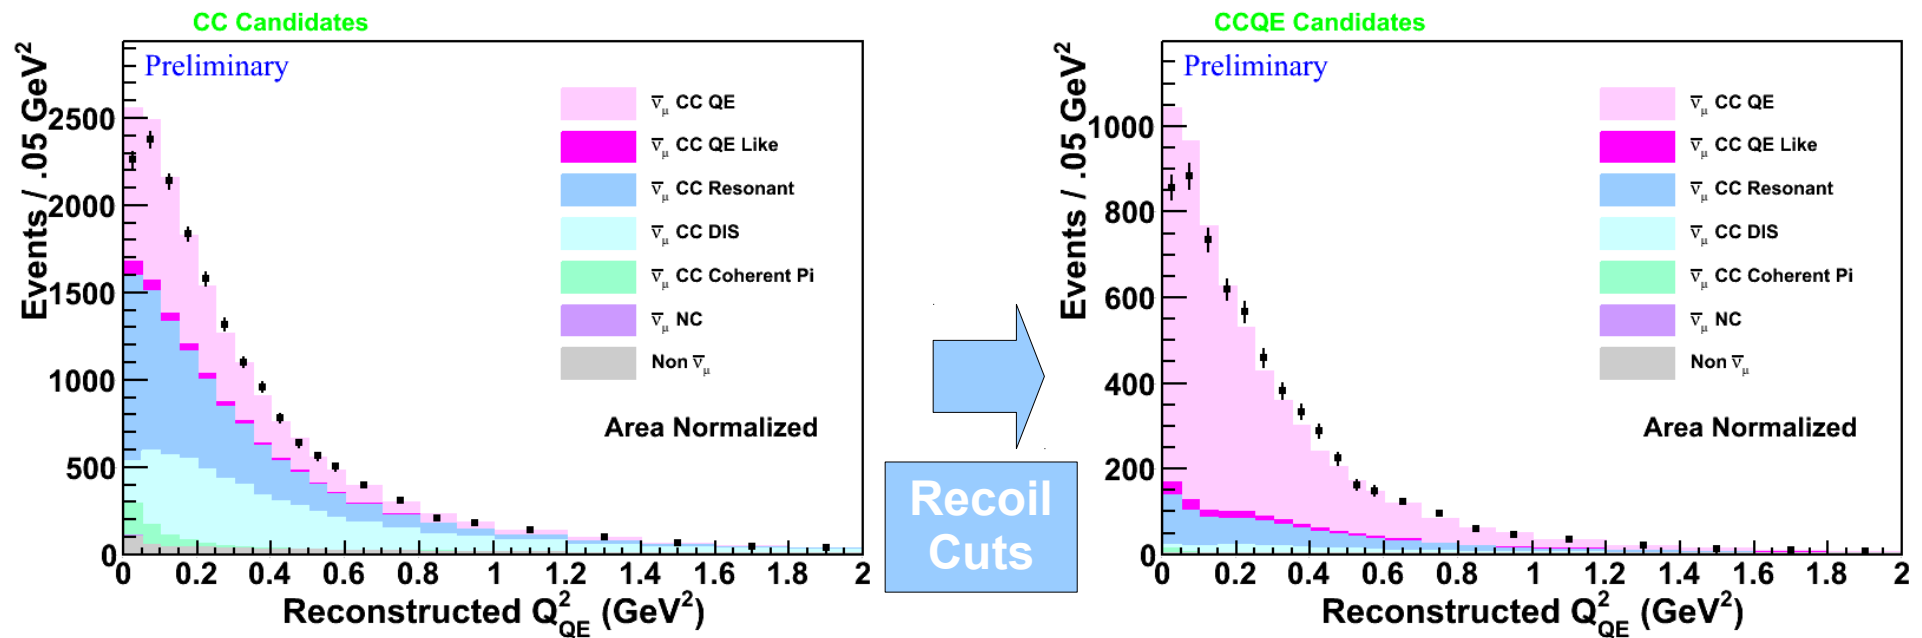 CC Candidates
Preliminary
Events / .05 GeV²
2500
2000
1500
1000
500
0
ν̅μ CC QE
ν̅μ CC QE Like
ν̅μ CC Resonant
ν̅μ CC DIS
ν̅μ CC Coherent Pi
ν̅μ NC
Non ν̅μ
Area Normalized
0 0.2 0.4 0.6 0.8 1 1.2 1.4 1.6 1.8 2
Reconstructed Q²QE (GeV²)
Recoil
Cuts
CCQE Candidates
Preliminary
Events / .05 GeV²
1000
800
600
400
200
0
ν̅μ CC QE
ν̅μ CC QE Like
ν̅μ CC Resonant
ν̅μ CC DIS
ν̅μ CC Coherent Pi
ν̅μ NC
Non ν̅μ
Area Normalized
0 0.2 0.4 0.6 0.8 1 1.2 1.4 1.6 1.8 2
Reconstructed Q²QE (GeV²)